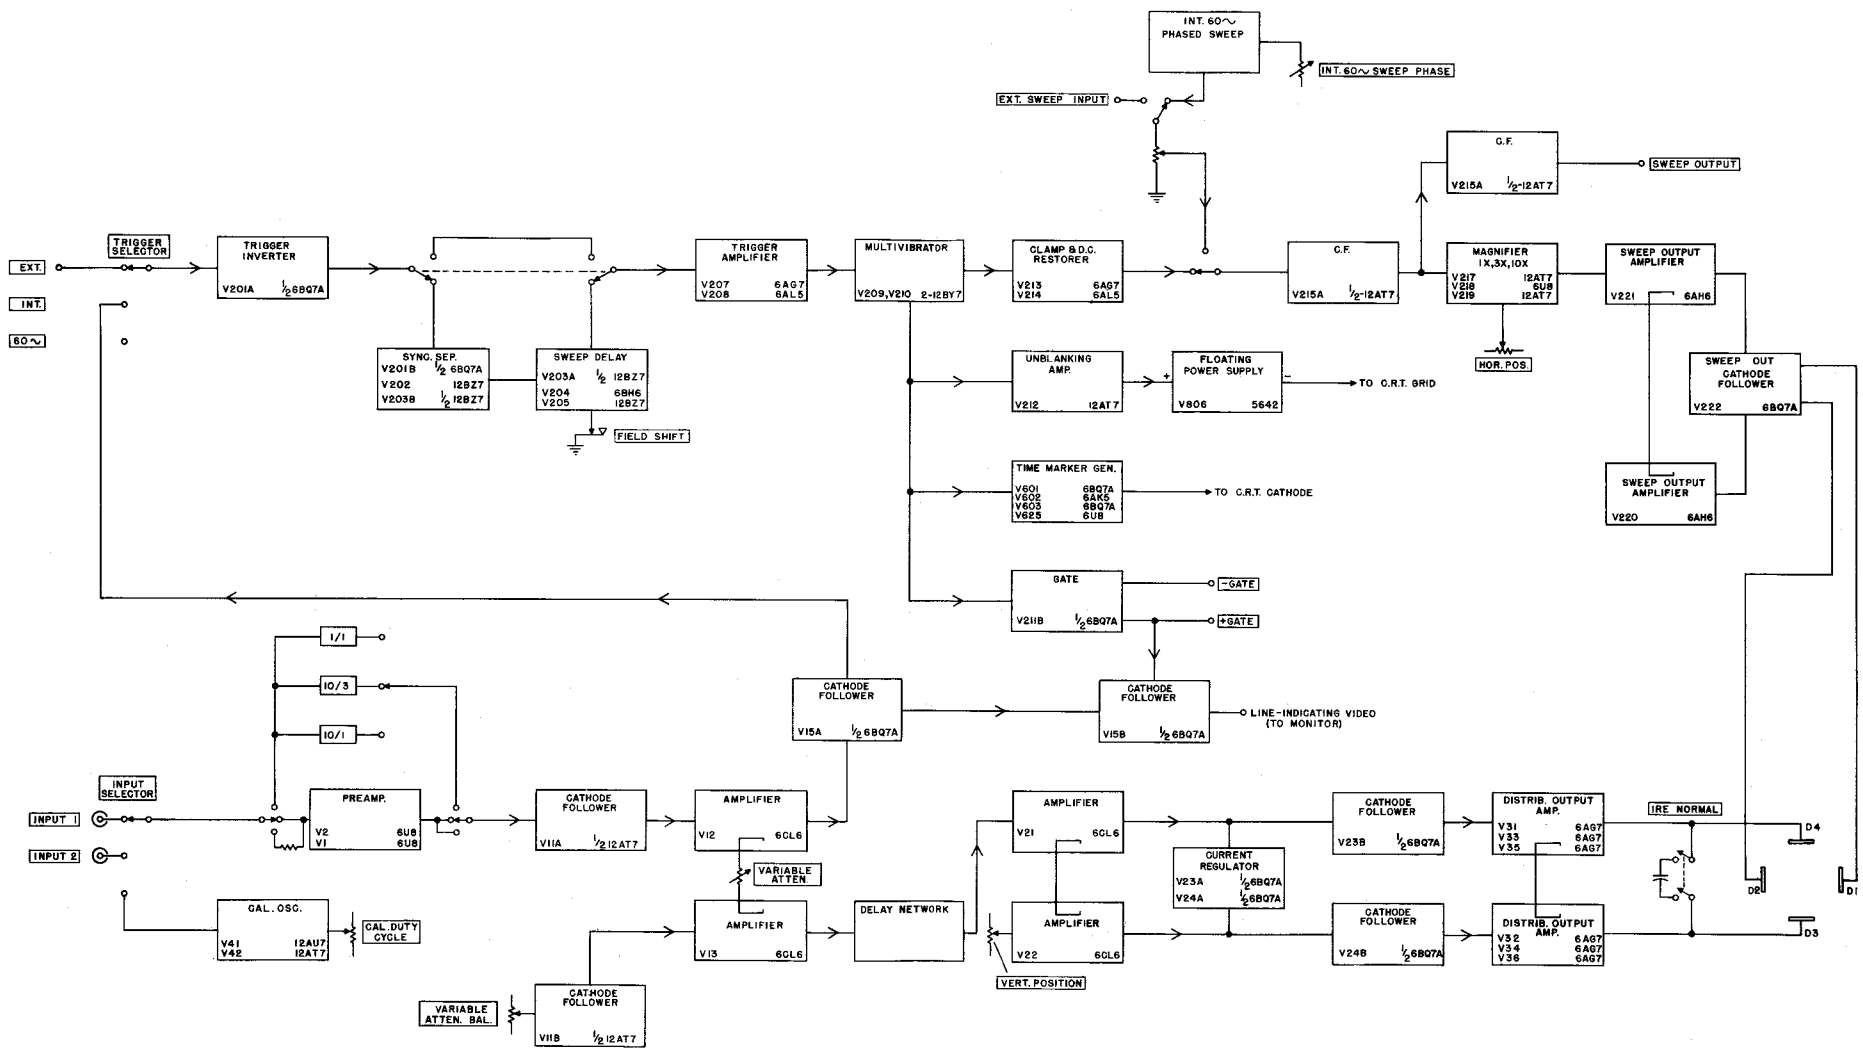 INT. 60~
PHASED SWEEP
INT. 60~ SWEEP PHASE
EXT. SWEEP INPUT
C.F.
V215A 1/2-12AT7
SWEEP OUTPUT
EXT.
INT.
60~
TRIGGER
SELECTOR
TRIGGER
INVERTER
V201A 1/2 6BQ7A
SYNC. SEP.
V201B 1/2 6BQ7A
V202 12BZ7
V203B 1/2 12BZ7
SWEEP DELAY
V203A 1/2 12BZ7
V204 6BH6
V205 12BZ7
FIELD SHIFT
TRIGGER
AMPLIFIER
V207 6AG7
V208 6AL5
MULTIVIBRATOR
V209,V210 2-12BY7
CLAMP & D.C.
RESTORER
V213 6AG7
V214 6AL5
C.F.
V215A 1/2-12AT7
MAGNIFIER
1X,3X,10X
V217 12AT7
V218 6U8
V219 12AT7
HOR. POS.
SWEEP OUTPUT
AMPLIFIER
V221 6AH6
SWEEP OUT
CATHODE
FOLLOWER
V222 6BQ7A
SWEEP OUTPUT
AMPLIFIER
V220 6AH6
UNBLANKING
AMP.
V212 12AT7
+
FLOATING
POWER SUPPLY
V806 5642
–
TO C.R.T. GRID
TIME MARKER GEN.
V601 6BQ7A
V602 6AK5
V603 6BQ7A
V625 6U8
TO C.R.T. CATHODE
GATE
V211B 1/2 6BQ7A
-GATE
+GATE
1/1
10/3
10/1
CATHODE
FOLLOWER
V15A 1/2 6BQ7A
CATHODE
FOLLOWER
V15B 1/2 6BQ7A
LINE-INDICATING VIDEO
(TO MONITOR)
INPUT
SELECTOR
INPUT 1
INPUT 2
PREAMP.
V2 6U8
V1 6U8
CATHODE
FOLLOWER
V11A 1/2 12AT7
AMPLIFIER
V12 6CL6
VARIABLE
ATTEN.
AMPLIFIER
V13 6CL6
DELAY NETWORK
CAL. OSC.
V41 12AU7
V42 12AT7
CAL. DUTY
CYCLE
VARIABLE
ATTEN. BAL.
CATHODE
FOLLOWER
V11B 1/2 12AT7
AMPLIFIER
V21 6CL6
AMPLIFIER
V22 6CL6
VERT. POSITION
CURRENT
REGULATOR
V23A 1/2 6BQ7A
V24A 1/2 6BQ7A
CATHODE
FOLLOWER
V23B 1/2 6BQ7A
CATHODE
FOLLOWER
V24B 1/2 6BQ7A
DISTRIB. OUTPUT
AMP.
V31 6AG7
V33 6AG7
V35 6AG7
DISTRIB. OUTPUT
AMP.
V32 6AG7
V34 6AG7
V36 6AG7
IRE NORMAL
D4
D2
D1
D3